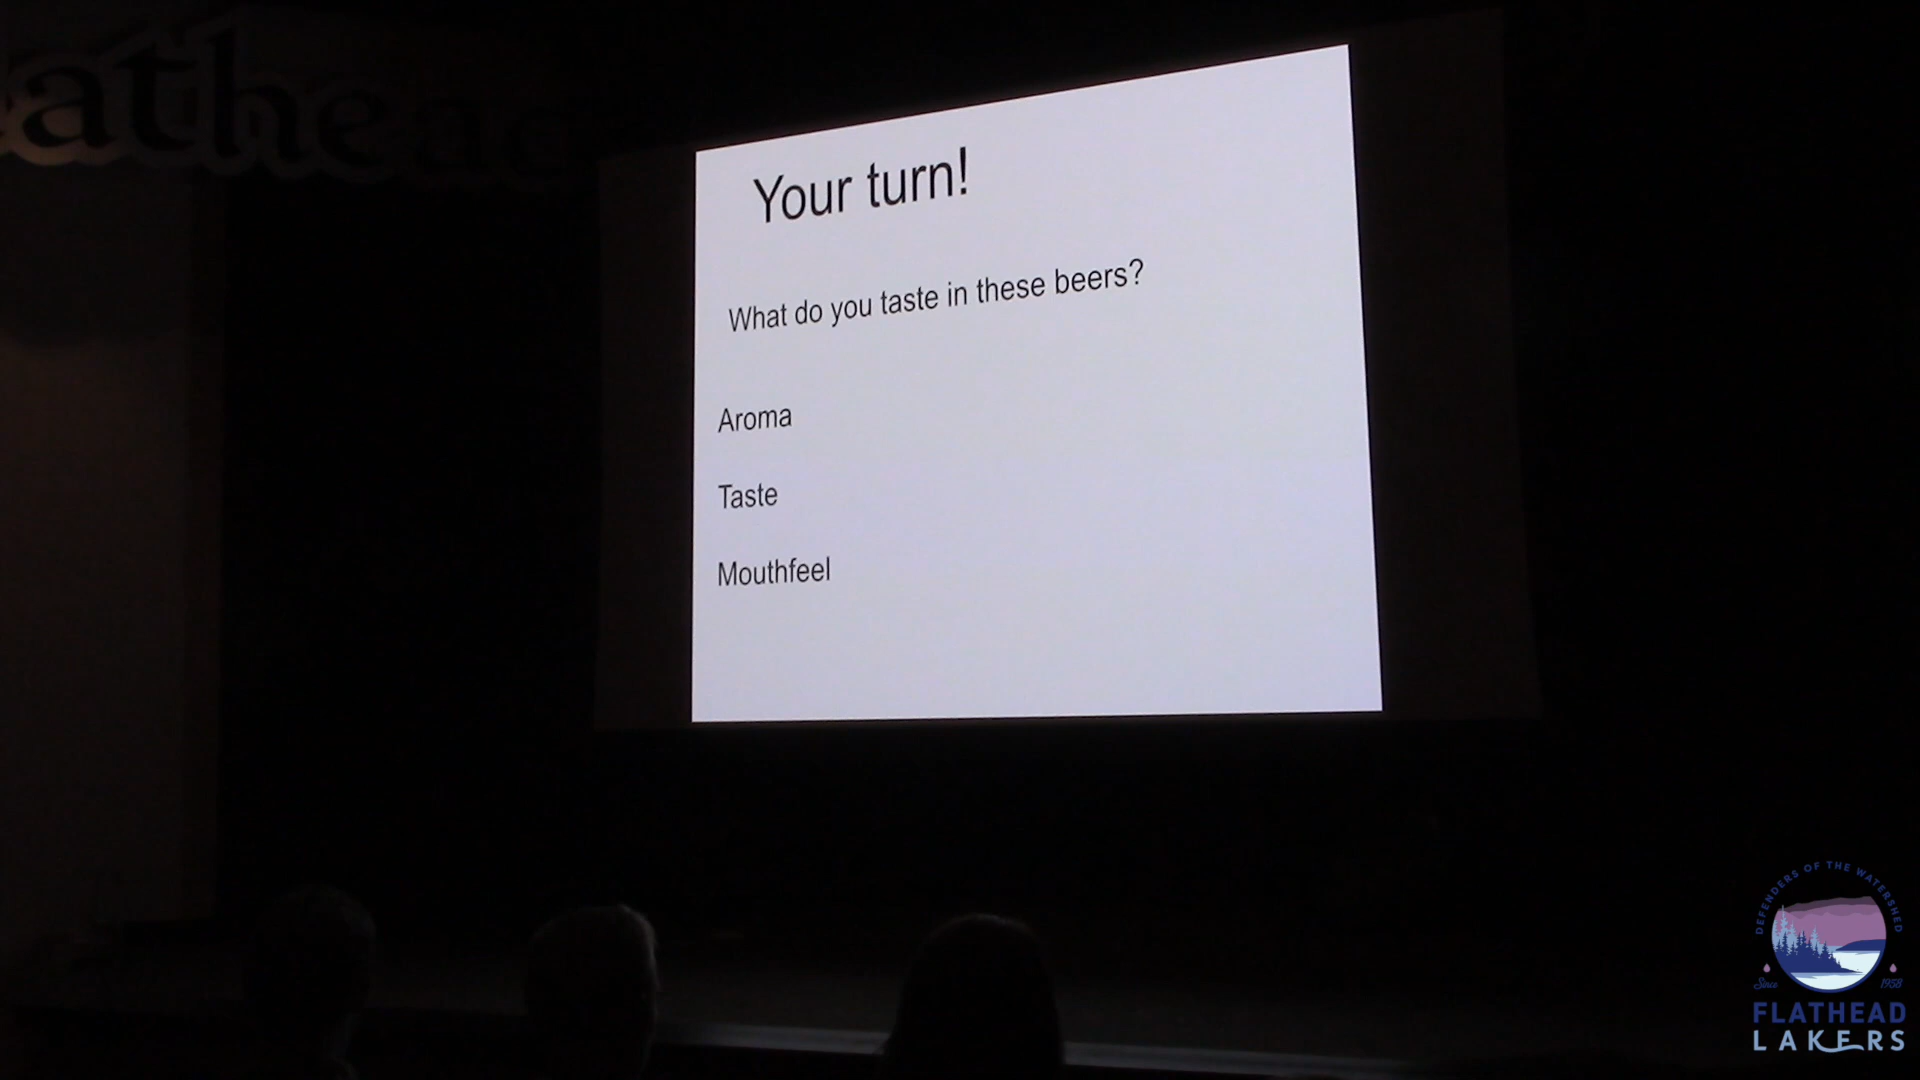 athead
Your turn!
What do you taste in these beers?
Aroma
Taste
Mouthfeel
DEFENDERS OF THE WATERSHED
Since 1958
FLATHEAD
LAKERS